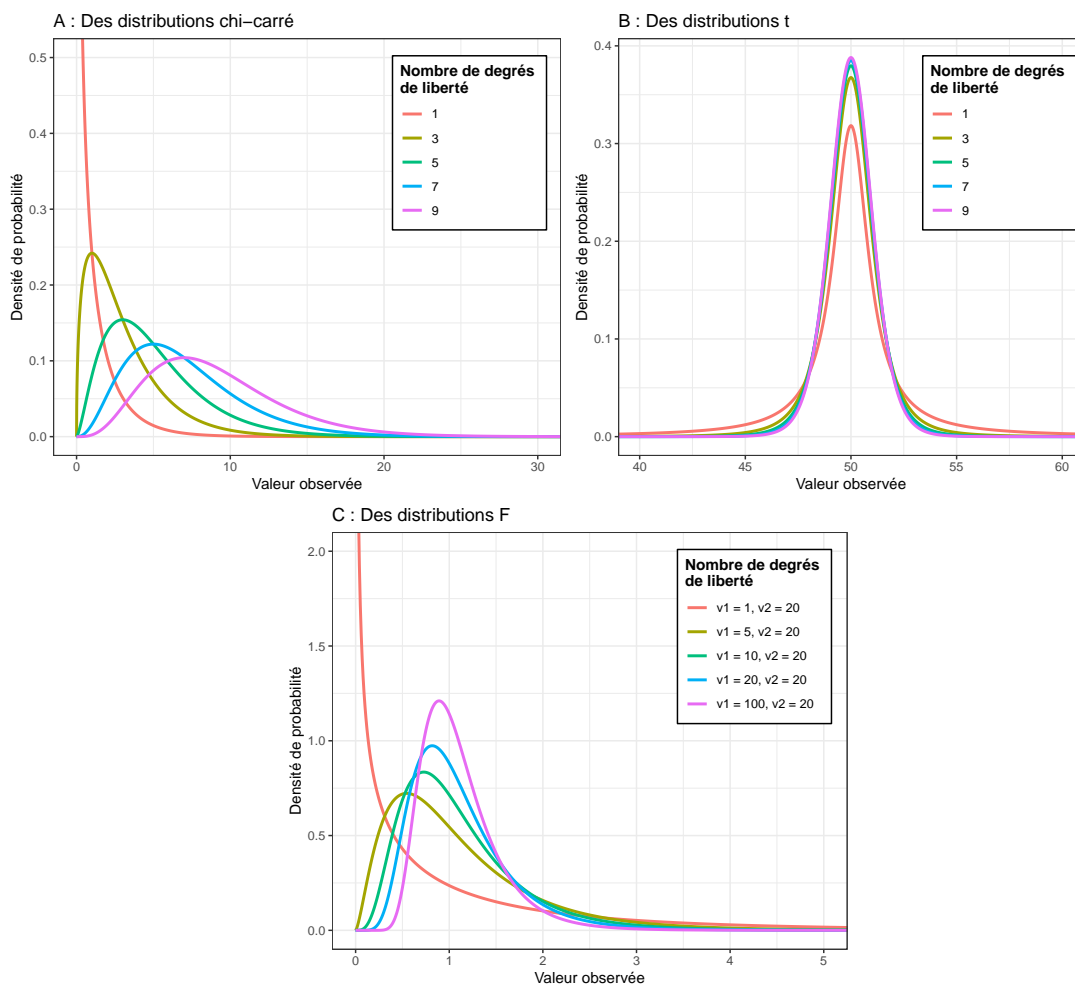 A : Des distributions chi−carré
Densité de probabilité
0.5
0.4
0.3
0.2
0.1
0.0
Nombre de degrés
de liberté
1
3
5
7
9
0
10
20
30
Valeur observée
B : Des distributions t
Densité de probabilité
0.4
0.3
0.2
0.1
0.0
Nombre de degrés
de liberté
1
3
5
7
9
40
45
50
55
60
Valeur observée
C : Des distributions F
Densité de probabilité
2.0
1.5
1.0
0.5
0.0
Nombre de degrés
de liberté
v1 = 1, v2 = 20
v1 = 5, v2 = 20
v1 = 10, v2 = 20
v1 = 20, v2 = 20
v1 = 100, v2 = 20
0
1
2
3
4
5
Valeur observée